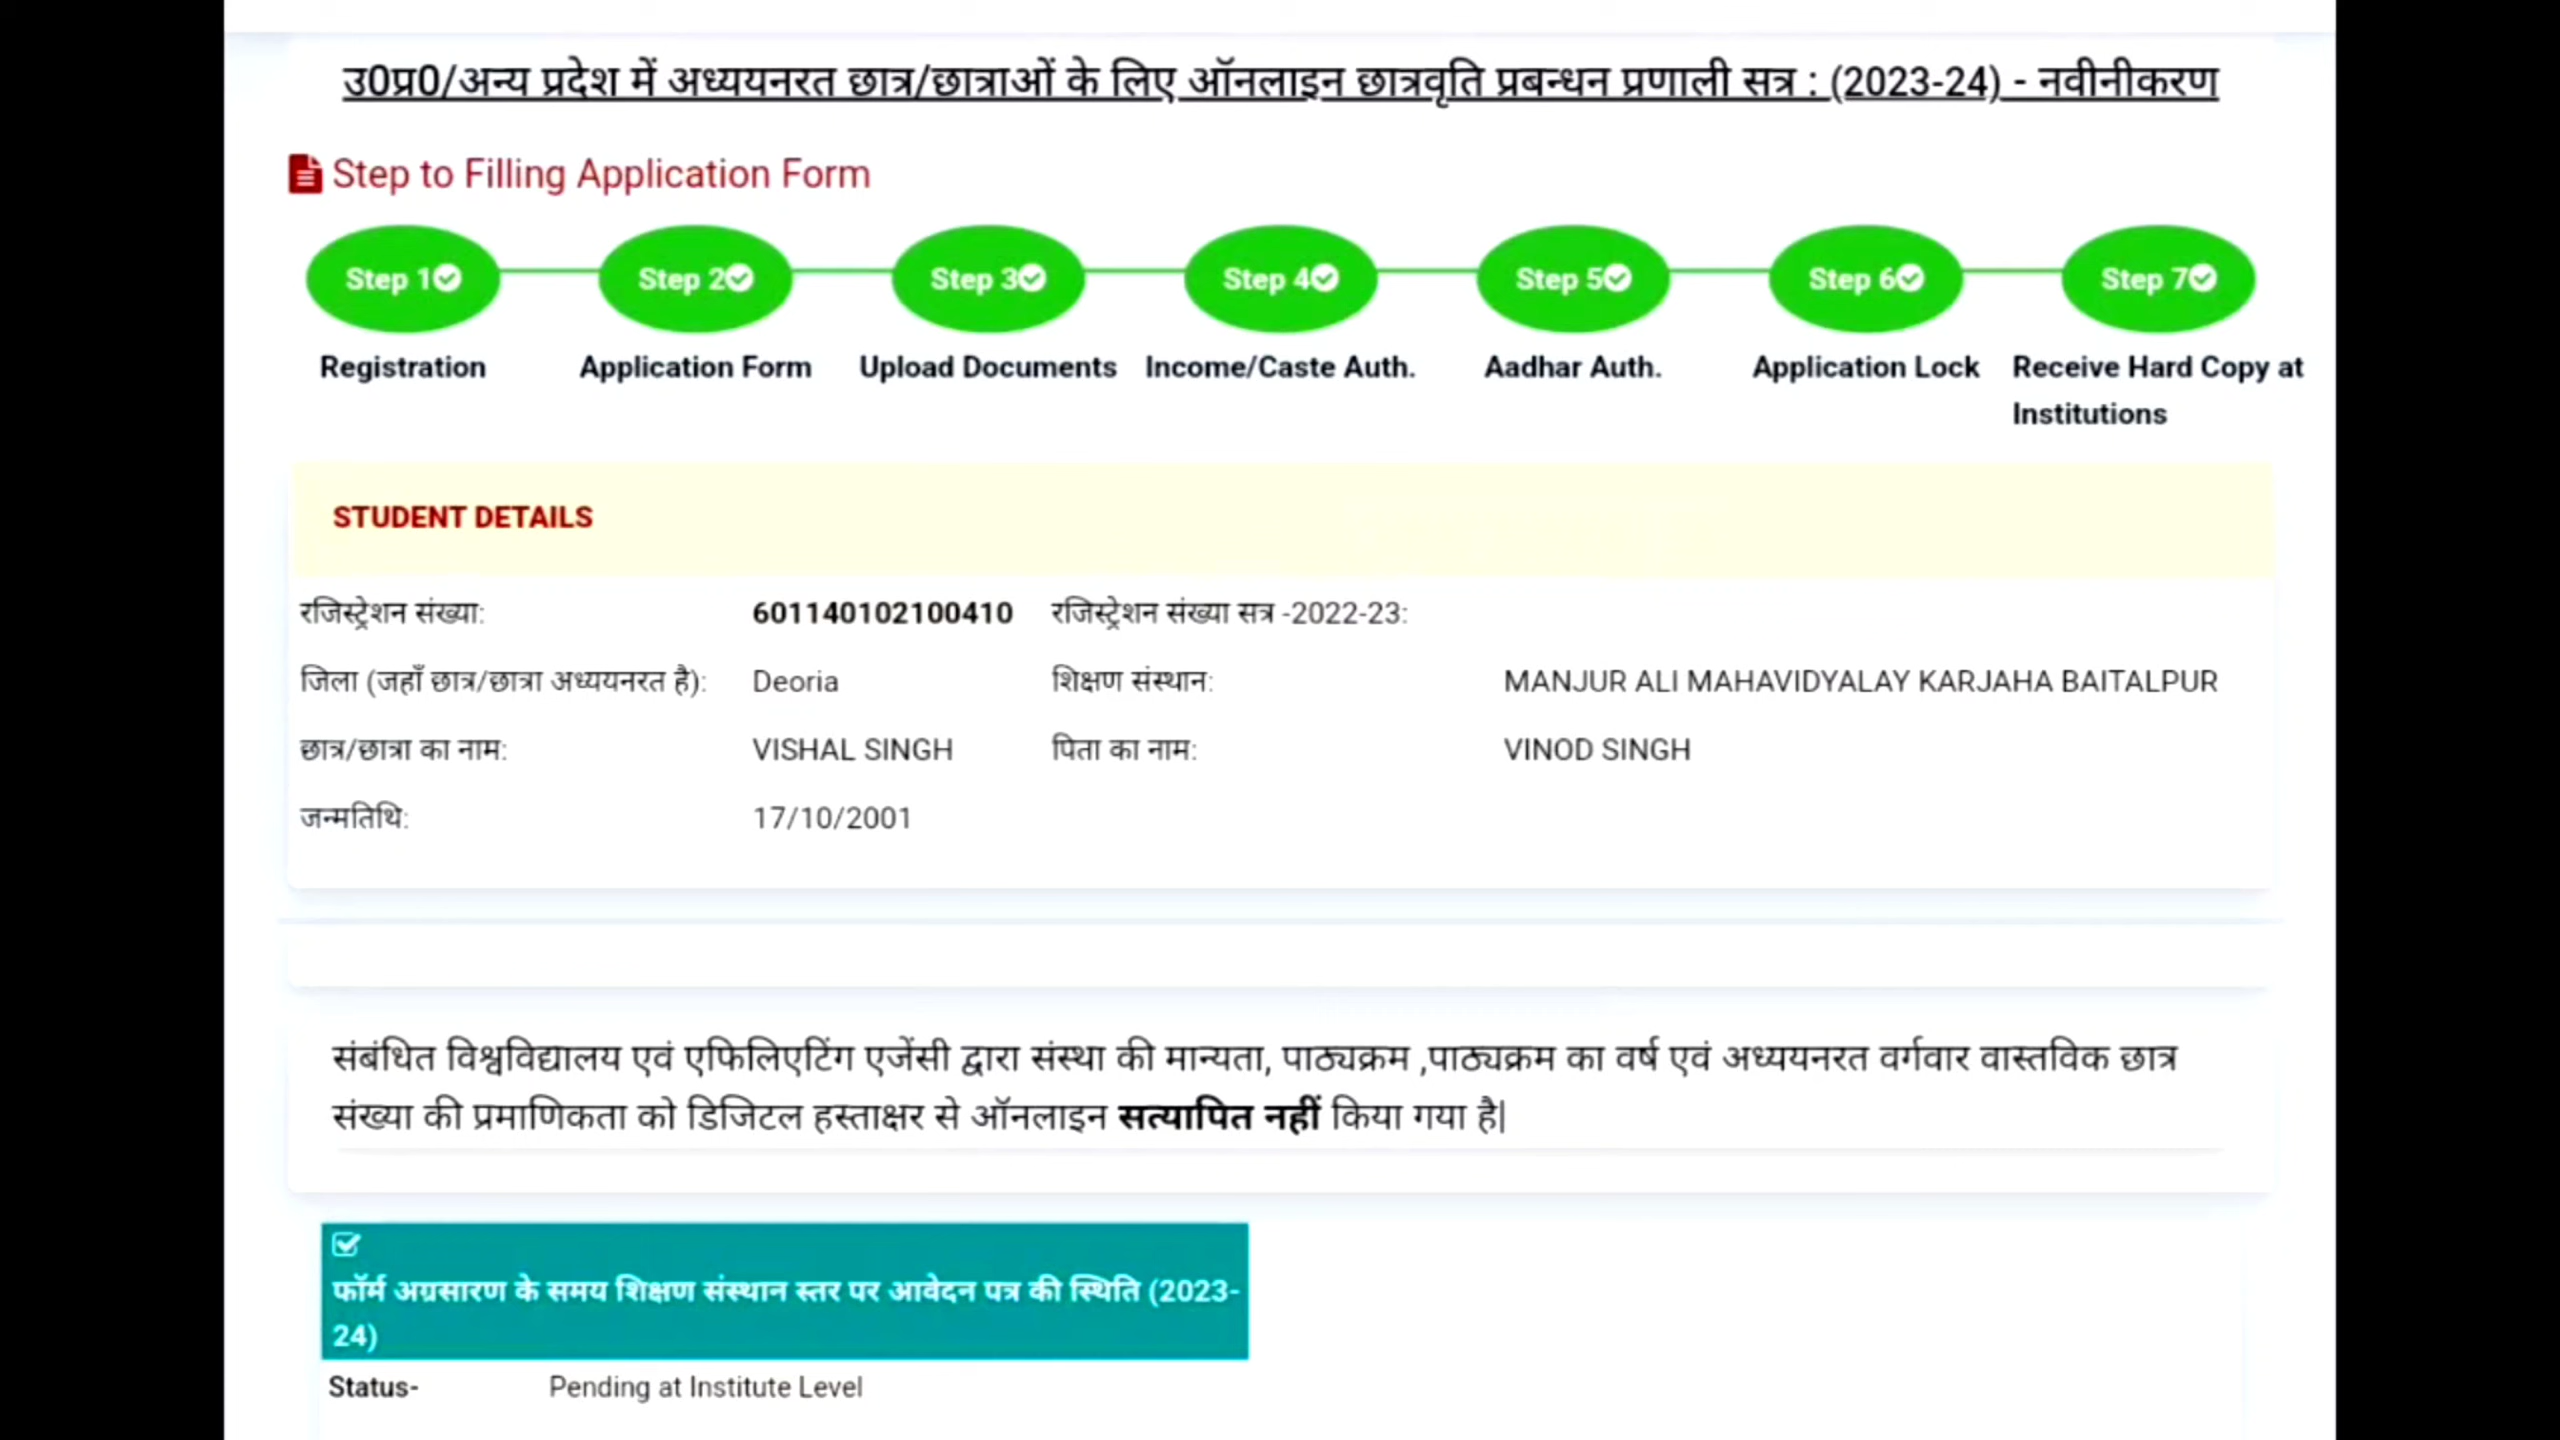 उ0प्र0/अन्य प्रदेश में अध्ययनरत छात्र/छात्राओं के लिए ऑनलाइन छात्रवृति प्रबन्धन प्रणाली सत्र : (2023-24) - नवीनीकरण
Step to Filling Application Form
Step 1 Step 2 Step 3 Step 4 Step 5 Step 6 Step 7
Registration Application Form Upload Documents Income/Caste Auth. Aadhar Auth. Application Lock Receive Hard Copy at
Institutions
STUDENT DETAILS
रजिस्ट्रेशन संख्या: 601140102100410 रजिस्ट्रेशन संख्या सत्र -2022-23:
जिला (जहाँ छात्र/छात्रा अध्ययनरत है): Deoria शिक्षण संस्थान: MANJUR ALI MAHAVIDYALAY KARJAHA BAITALPUR
छात्र/छात्रा का नाम: VISHAL SINGH पिता का नाम: VINOD SINGH
जन्मतिथि: 17/10/2001
संबंधित विश्वविद्यालय एवं एफिलिएटिंग एजेंसी द्वारा संस्था की मान्यता, पाठ्यक्रम ,पाठ्यक्रम का वर्ष एवं अध्ययनरत वर्गवार वास्तविक छात्र
संख्या की प्रमाणिकता को डिजिटल हस्ताक्षर से ऑनलाइन सत्यापित नहीं किया गया है|
फॉर्म अग्रसारण के समय शिक्षण संस्थान स्तर पर आवेदन पत्र की स्थिति (2023-
24)
Status- Pending at Institute Level